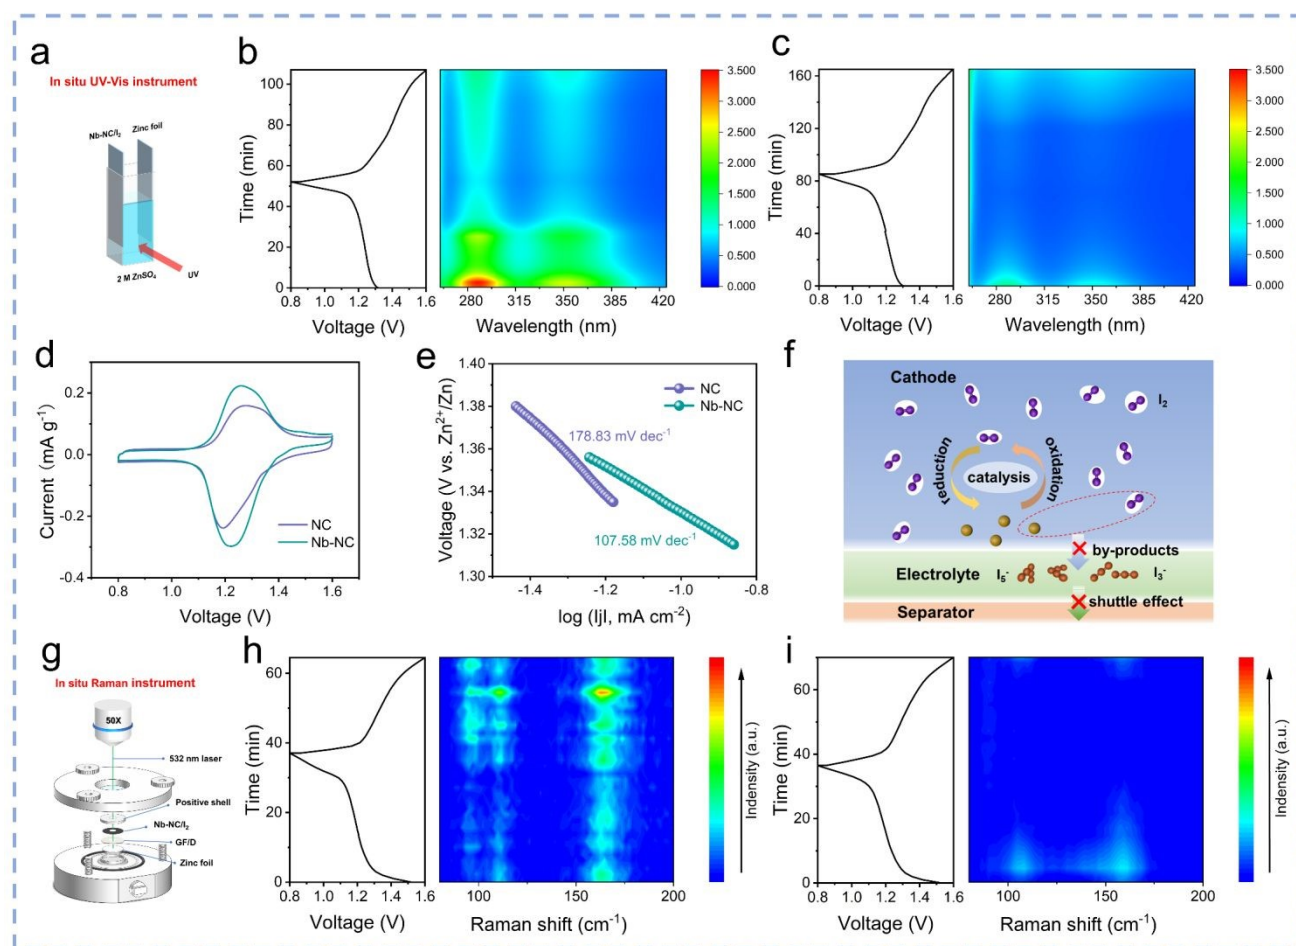 a
In situ UV-Vis instrument
Nb-NC/I₂ Zinc foil
2 M ZnSO₄
UV
b
Time (min)
100
80
60
40
20
0
0.8 1.0 1.2 1.4 1.6
Voltage (V)
280 315 350 385 420
Wavelength (nm)
3.500
3.000
2.500
2.000
1.500
1.000
0.500
0.000
c
Time (min)
160
120
80
40
0
0.8 1.0 1.2 1.4 1.6
Voltage (V)
280 315 350 385 420
Wavelength (nm)
3.500
3.000
2.500
2.000
1.500
1.000
0.500
0.000
d
Current (mA g⁻¹)
0.2
0.0
-0.2
-0.4
NC
Nb-NC
0.8 1.0 1.2 1.4 1.6
Voltage (V)
e
Voltage (V vs. Zn²⁺/Zn)
1.40
1.38
1.36
1.34
1.32
1.30
NC
Nb-NC
178.83 mV dec⁻¹
107.58 mV dec⁻¹
-1.4 -1.2 -1.0 -0.8
log (IjI, mA cm⁻²)
f
Cathode
I₂
reduction
catalysis
oxidation
by-products
Electrolyte
I₅⁻
I₃⁻
shuttle effect
Separator
g
In situ Raman instrument
50X
532 nm laser
Positive shell
Nb-NC/I₂
GF/D
Zinc foil
h
Time (min)
60
40
20
0
0.8 1.0 1.2 1.4 1.6
Voltage (V)
100 150 200
Raman shift (cm⁻¹)
Indensity (a.u.)
i
Time (min)
60
40
20
0
0.8 1.0 1.2 1.4 1.6
Voltage (V)
100 150 200
Raman shift (cm⁻¹)
Indensity (a.u.)